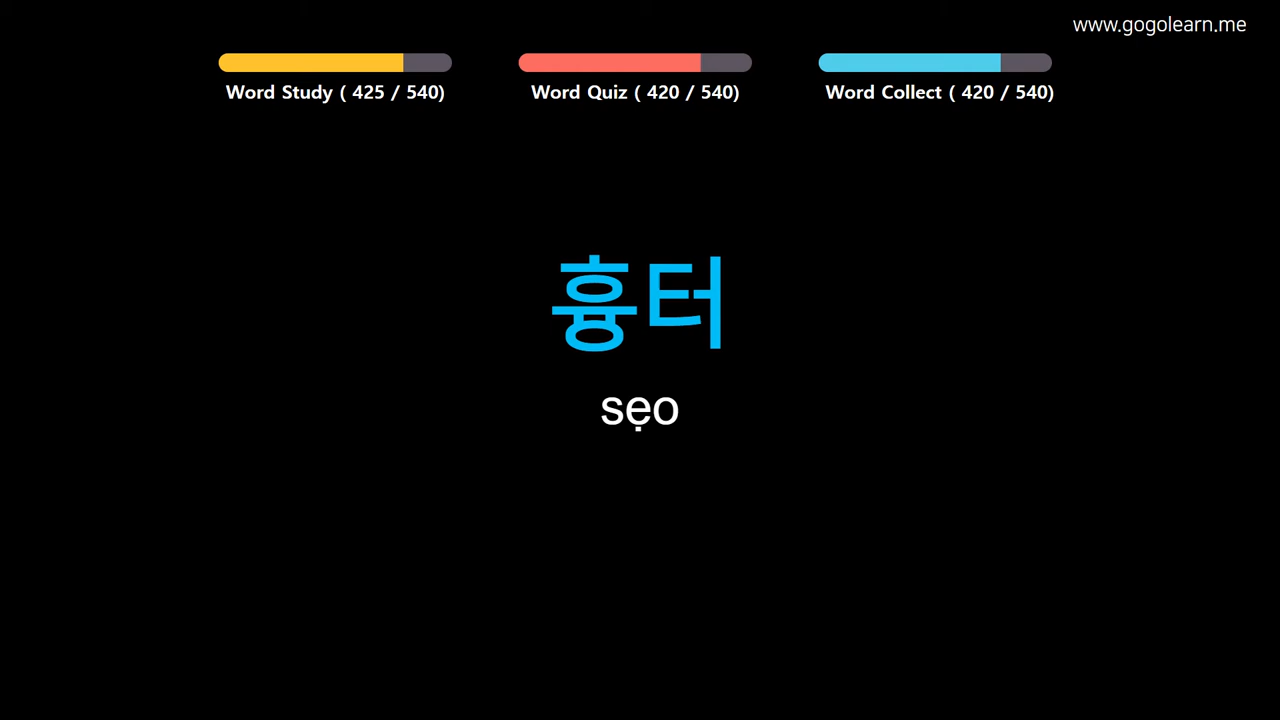 www.gogolearn.me
Word Study ( 425 / 540)
Word Quiz ( 420 / 540)
Word Collect ( 420 / 540)
흉터
sẹo